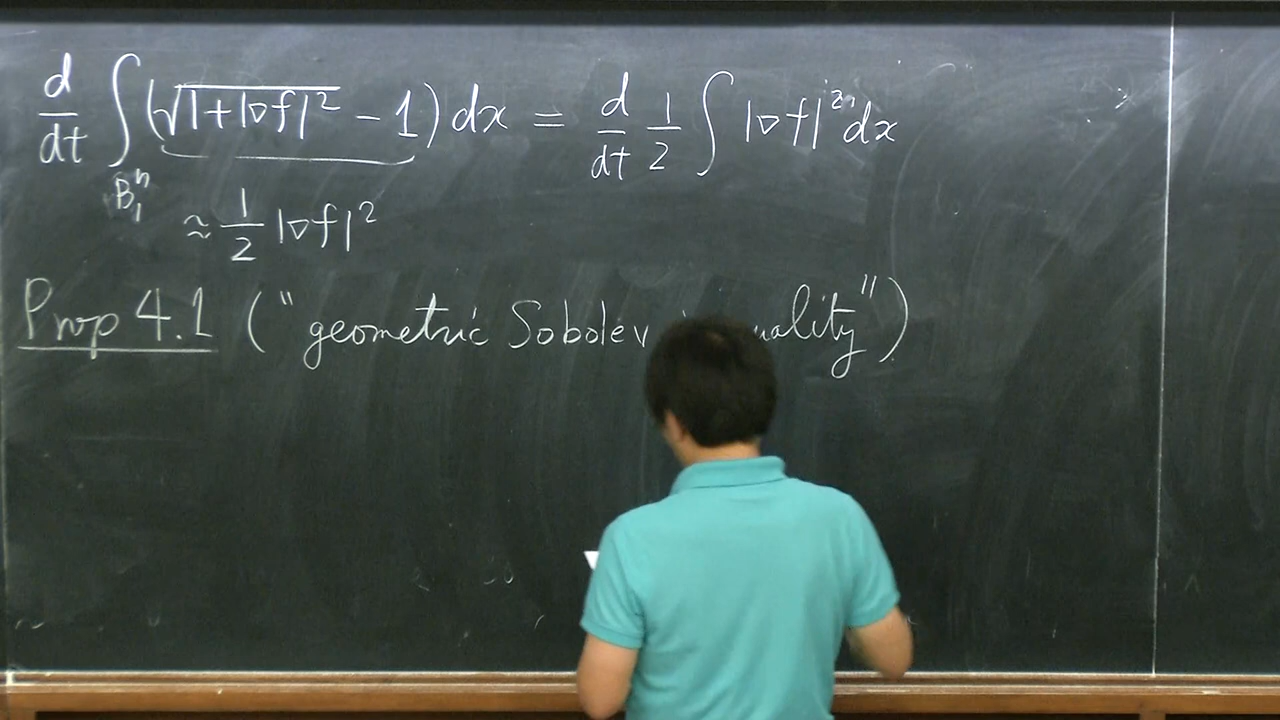 d/dt ∫_{B_1^n} (√(1+|∇f|²) - 1) dx = d/dt 1/2 ∫ |∇f|² dx
≈ 1/2 |∇f|²
Prop 4.1 ("geometric Sobolev uality")